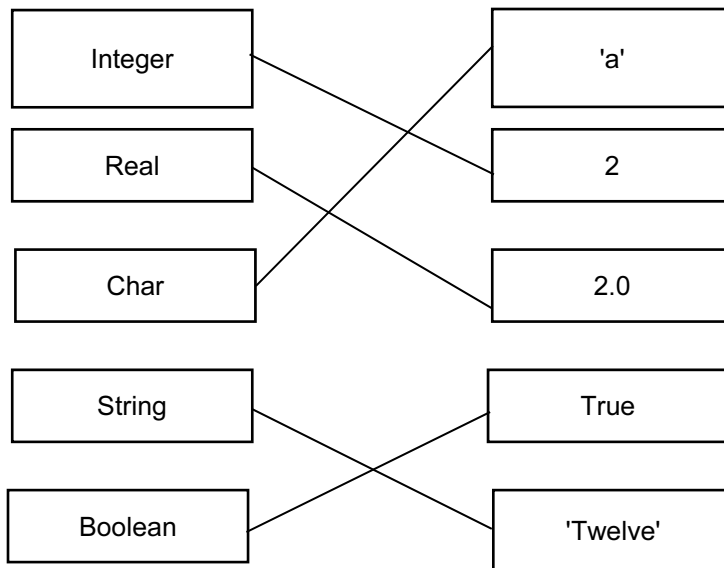 Integer
'a'
Real
2
Char
2.0
String
True
Boolean
'Twelve'